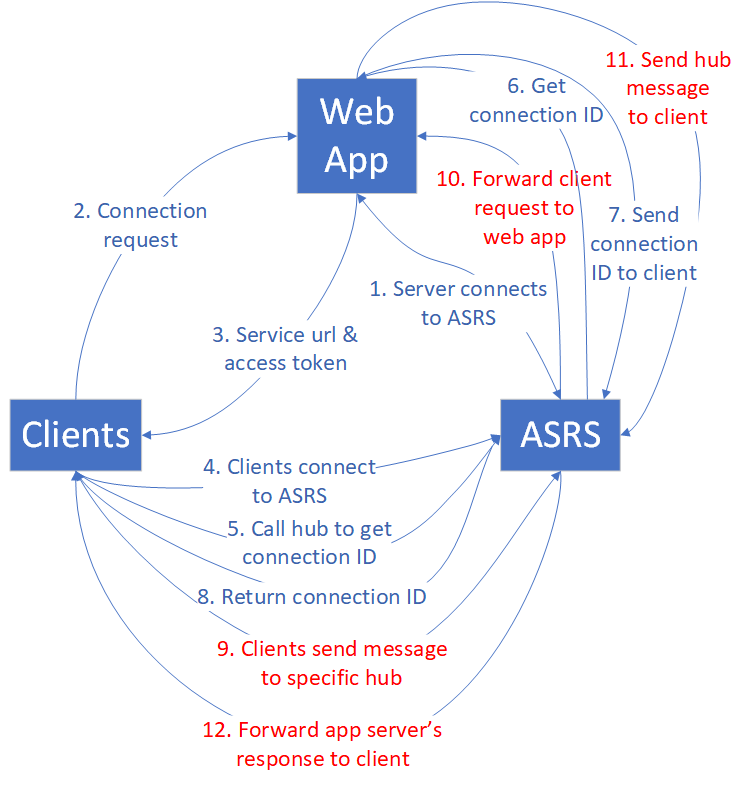 11. Send hub
message
to client
6. Get
connection ID
Web
App
10. Forward client
request to
web app
2. Connection
request
7. Send
connection
ID to client
1. Server connects
to ASRS
3. Service url &
access token
Clients
ASRS
4. Clients connect
to ASRS
5. Call hub to get
connection ID
8. Return connection ID
9. Clients send message
to specific hub
12. Forward app server’s
response to client